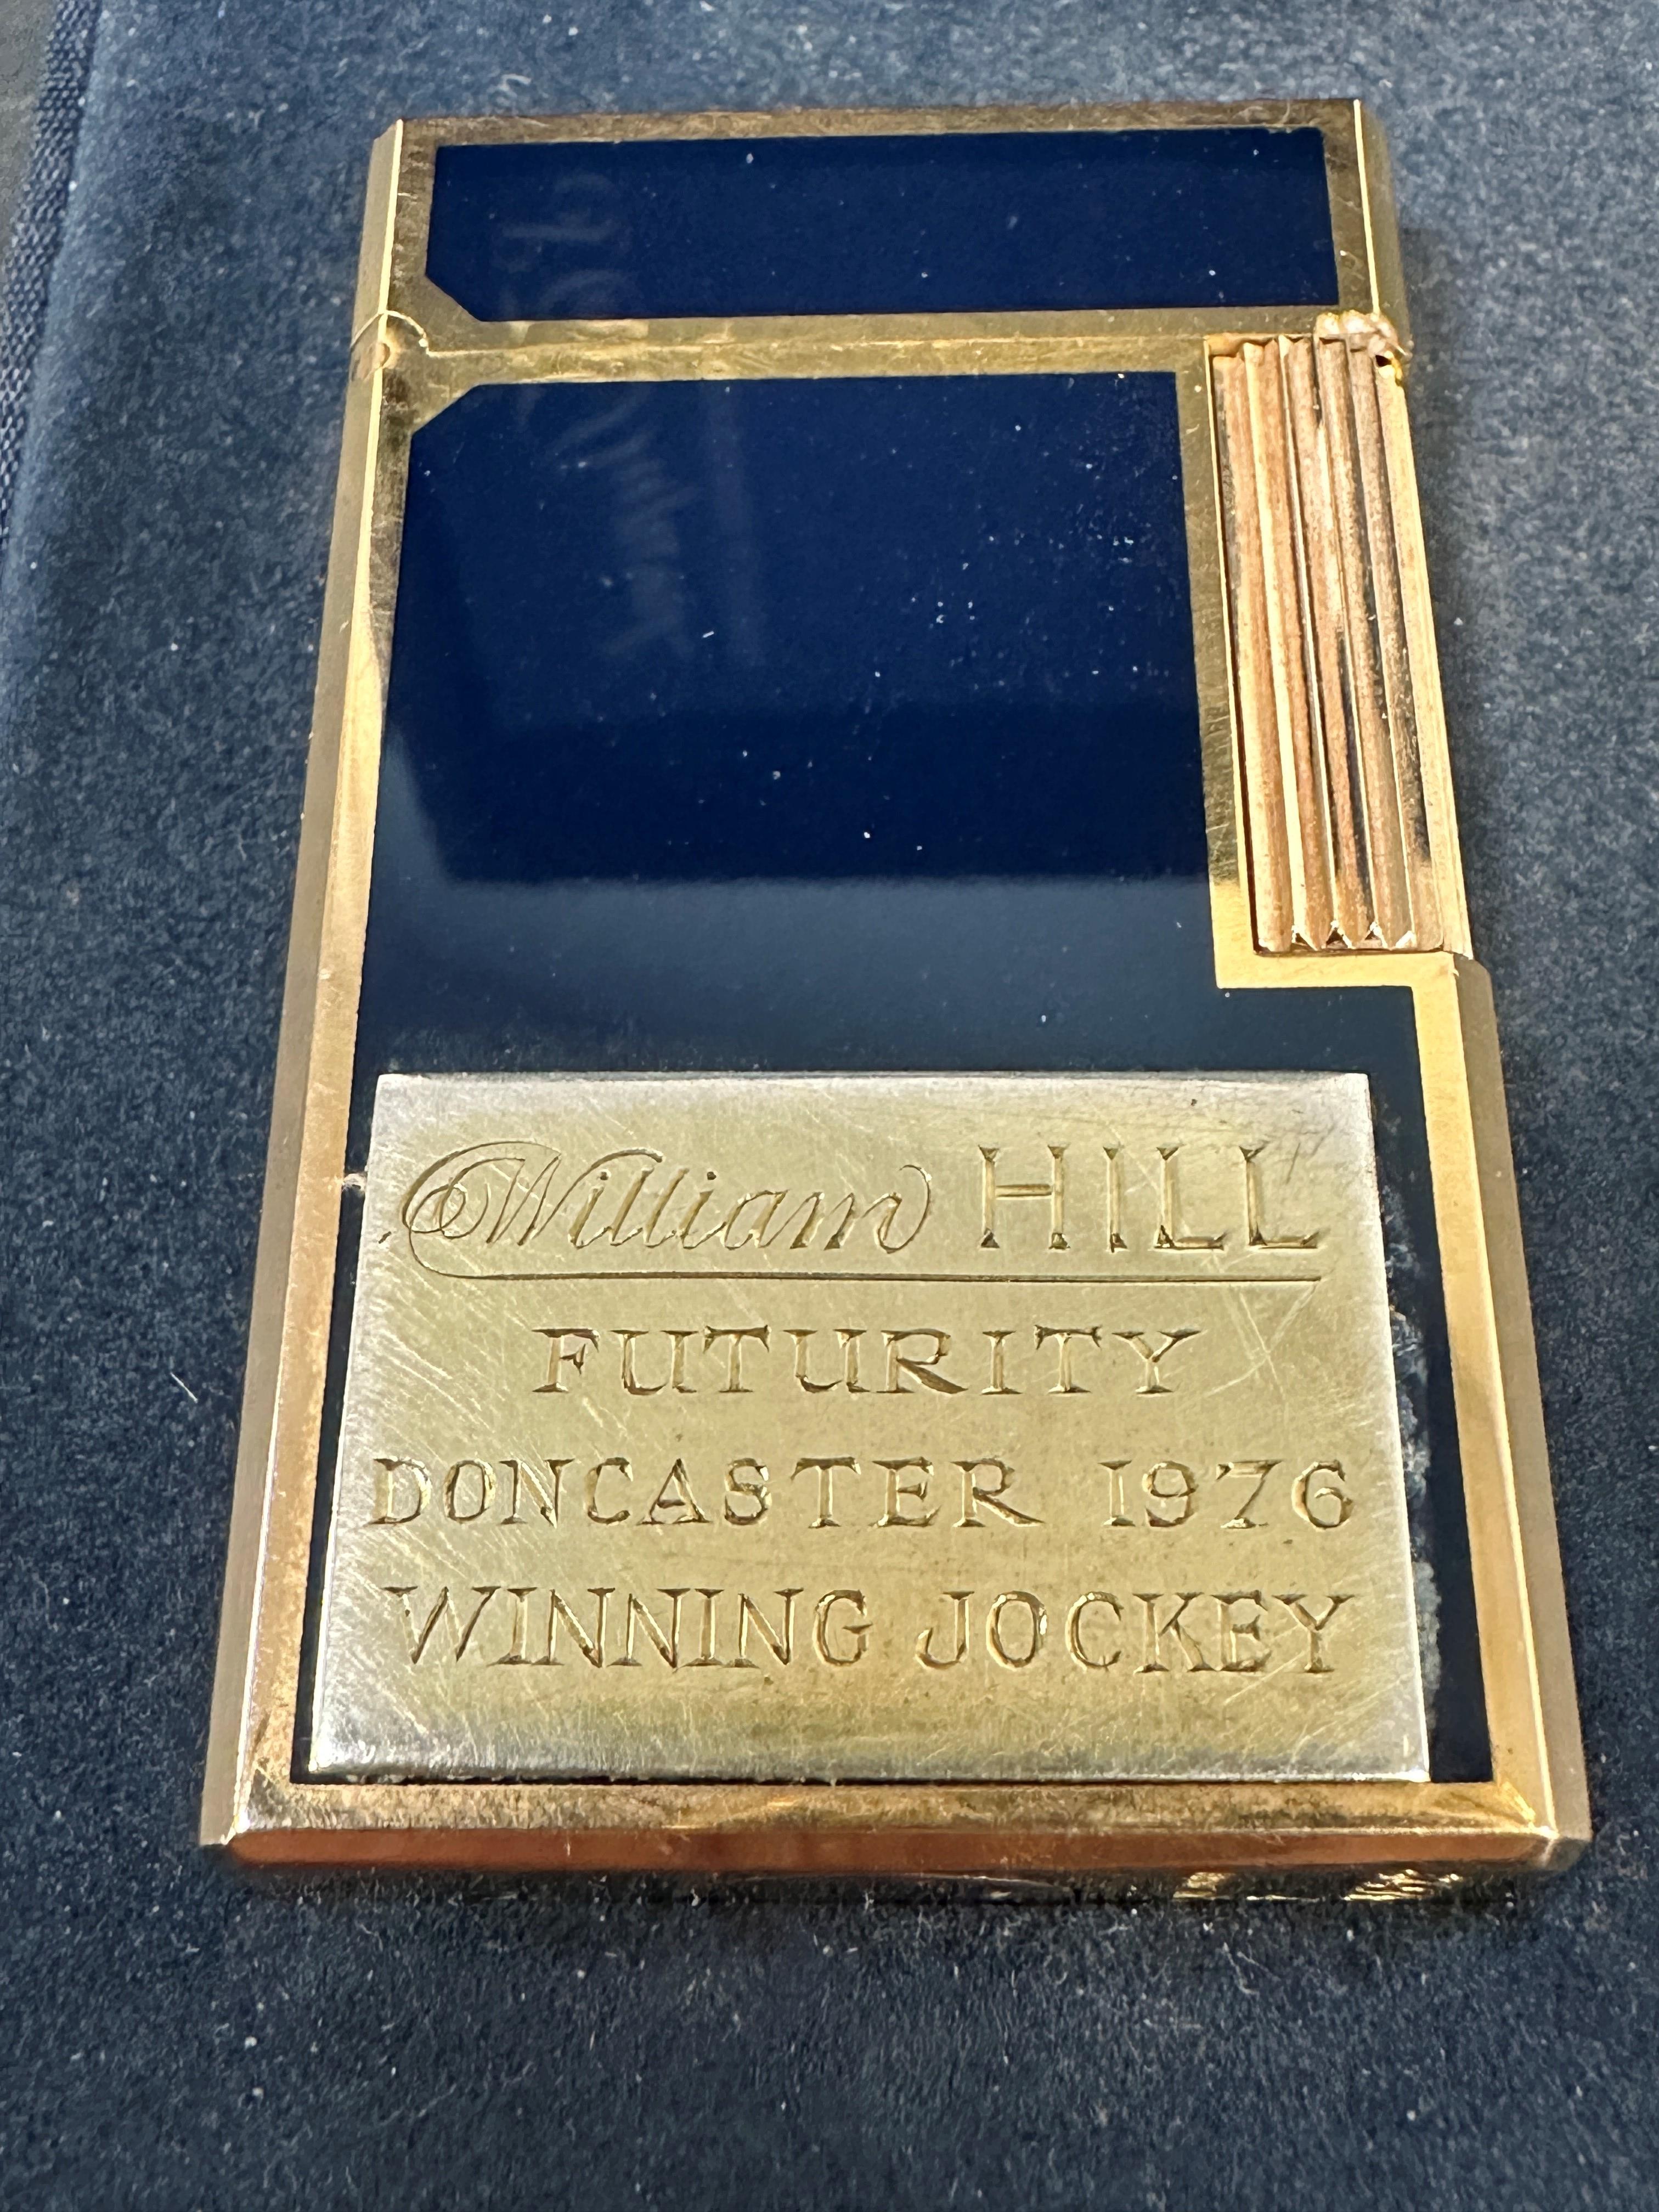 William HILL
FUTURITY
DONCASTER 1976
WINNING JOCKEY